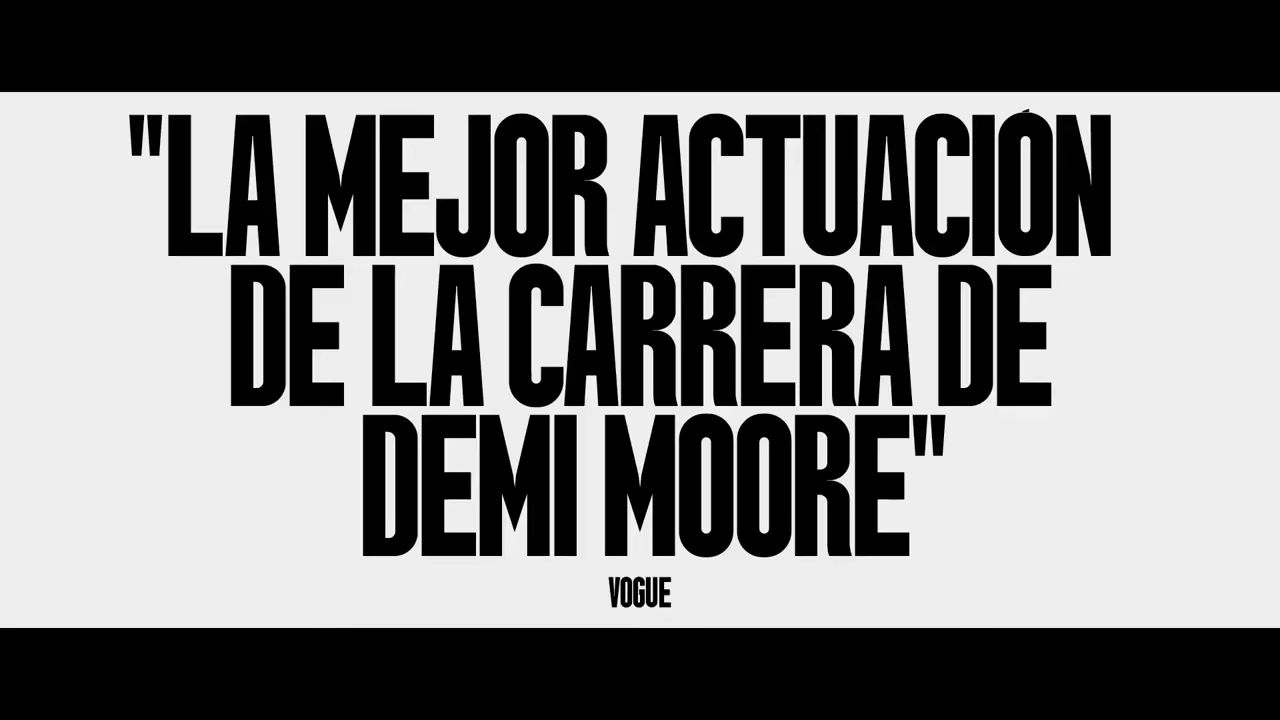 "LA MEJOR ACTUACIÓN
DE LA CARRERA DE
DEMI MOORE"
VOGUE